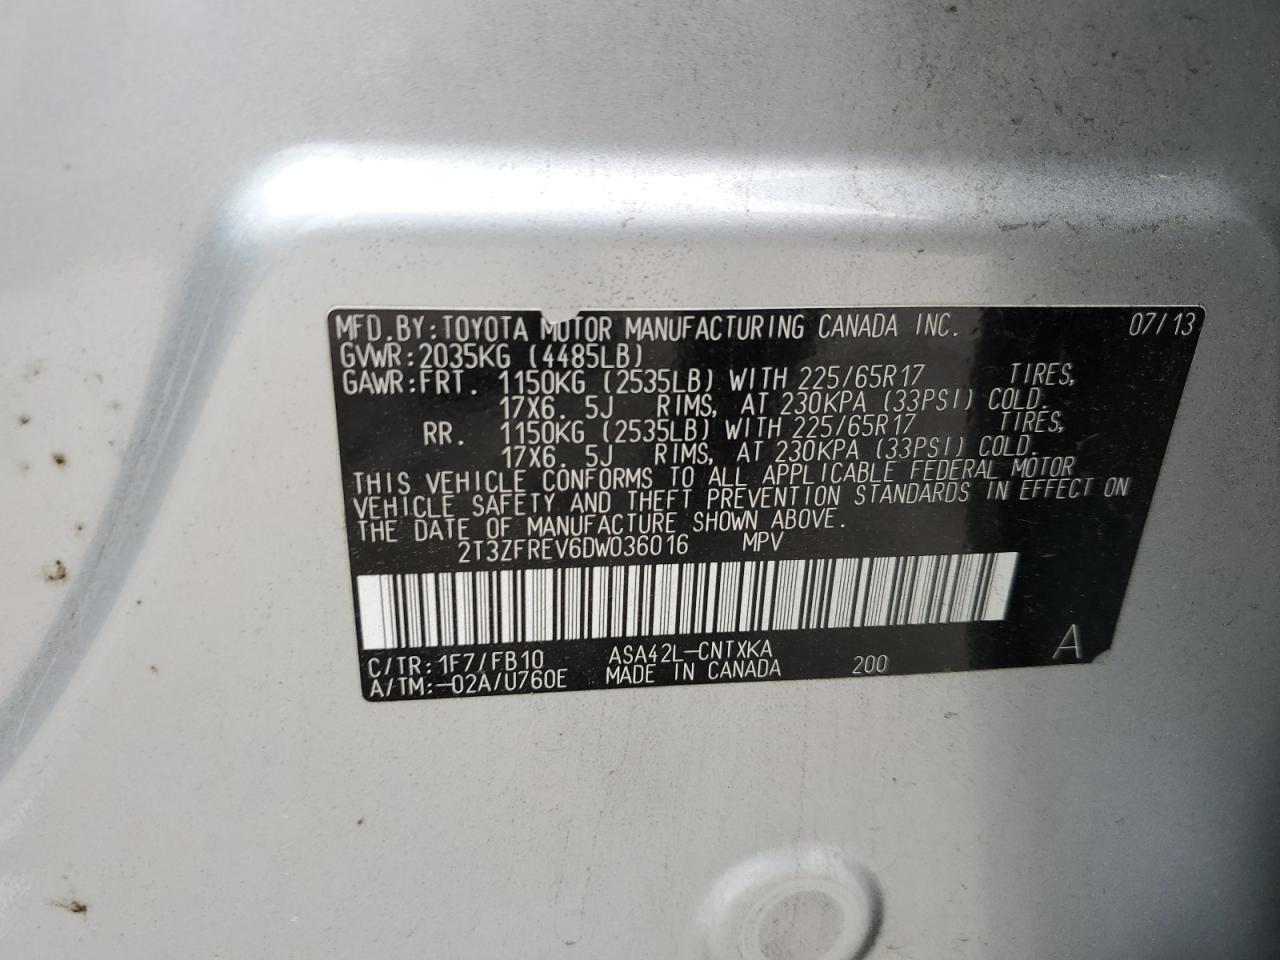 MFD.BY:TOYOTA MOTOR MANUFACTURING CANADA INC. 07/13
GVWR:2035KG (4485LB)
GAWR:FRT. 1150KG (2535LB) WITH 225/65R17 TIRES,
17X6. 5J RIMS, AT 230KPA (33PSI) COLD.
RR. 1150KG (2535LB) WITH 225/65R17 TIRES,
17X6. 5J RIMS, AT 230KPA (33PSI) COLD.
THIS VEHICLE CONFORMS TO ALL APPLICABLE FEDERAL MOTOR
VEHICLE SAFETY AND THEFT PREVENTION STANDARDS IN EFFECT ON
THE DATE OF MANUFACTURE SHOWN ABOVE.
2T3ZFREV6DW036016 MPV
C/TR:1F7/FB10 ASA42L-CNTXKA A
A/TM:-02A/U760E MADE IN CANADA 200